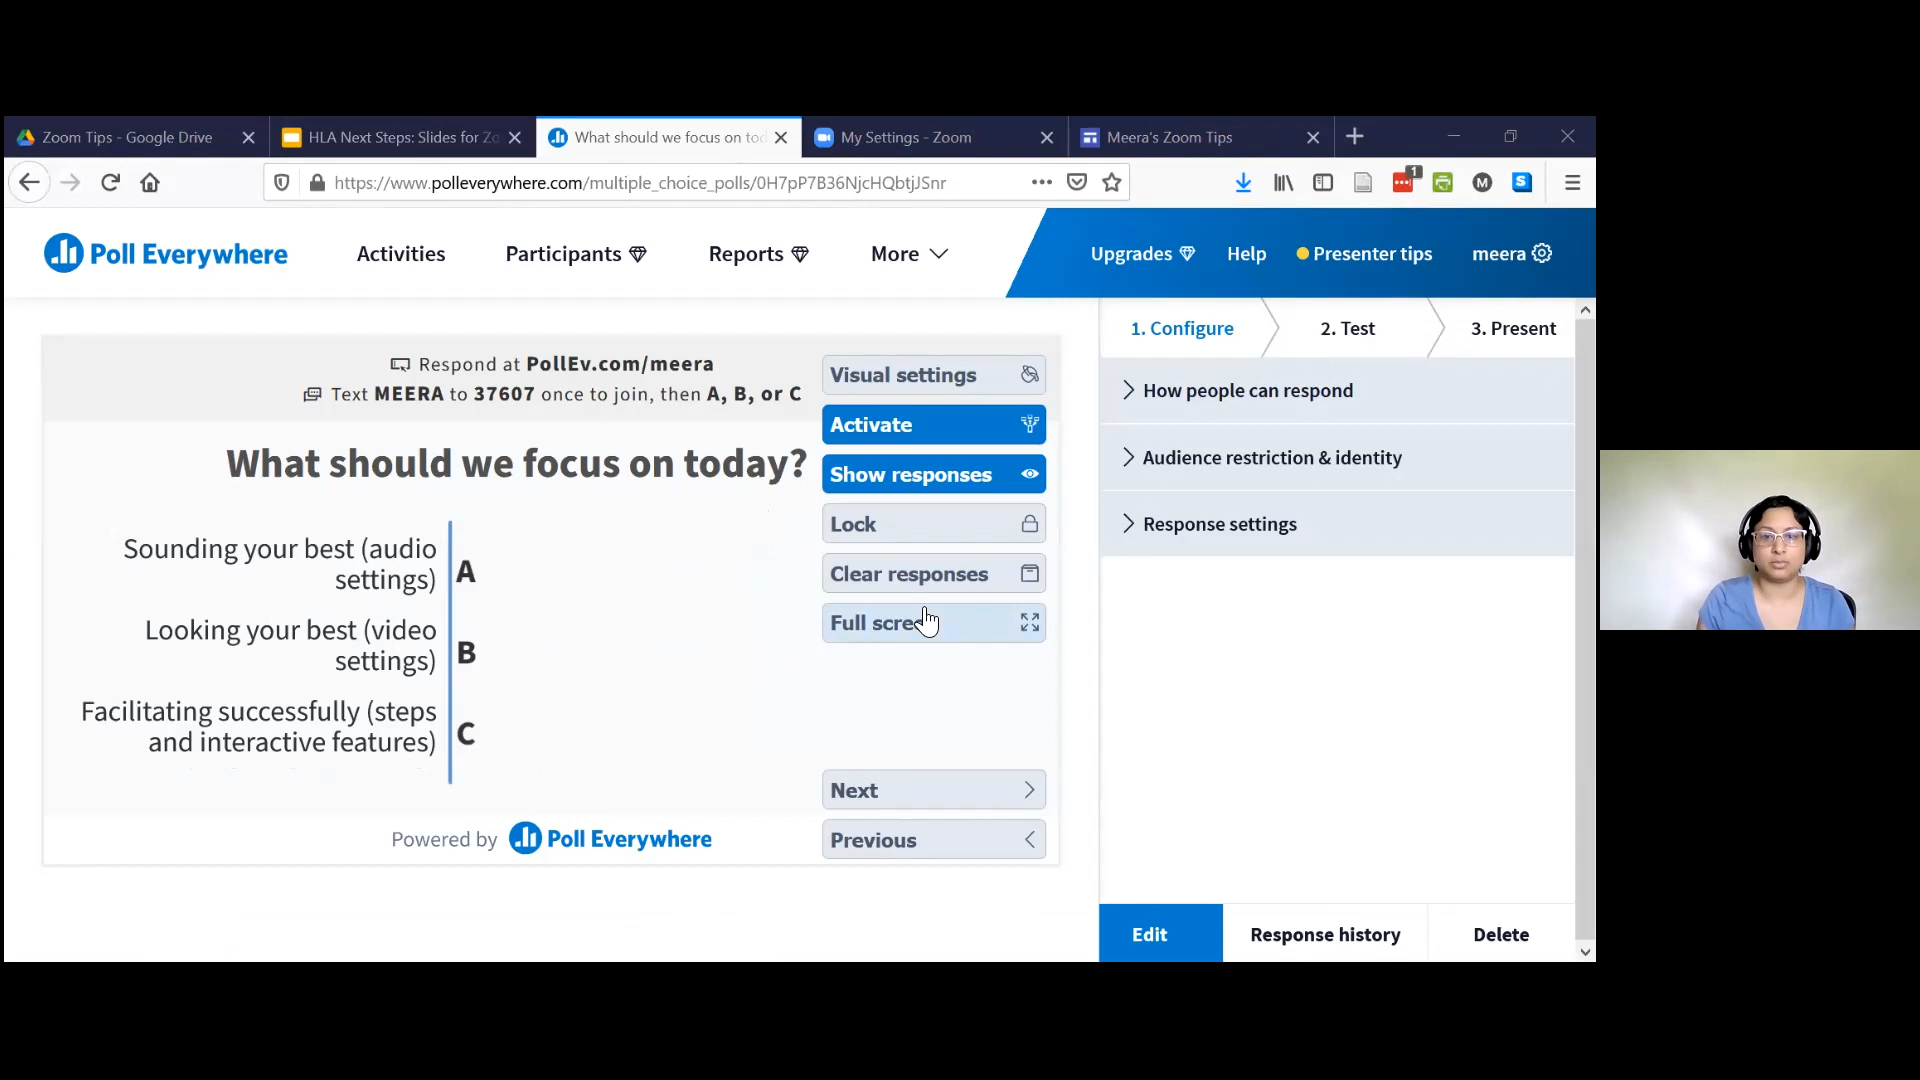 Zoom Tips - Google Drive
HLA Next Steps: Slides for Zo
What should we focus on tod
My Settings - Zoom
Meera's Zoom Tips
https://www.polleverywhere.com/multiple_choice_polls/0H7pP7B36NjcHQbtjJSnr
1
M
S
Poll Everywhere
Activities
Participants
Reports
More
Upgrades
Help
Presenter tips
meera
Respond at PollEv.com/meera
Text MEERA to 37607 once to join, then A, B, or C
What should we focus on today?
Sounding your best (audio
settings)
A
Looking your best (video
settings)
B
Facilitating successfully (steps
and interactive features)
C
Powered by Poll Everywhere
Visual settings
Activate
Show responses
Lock
Clear responses
Full scre
Next
Previous
1. Configure
2. Test
3. Present
How people can respond
Audience restriction & identity
Response settings
Edit
Response history
Delete